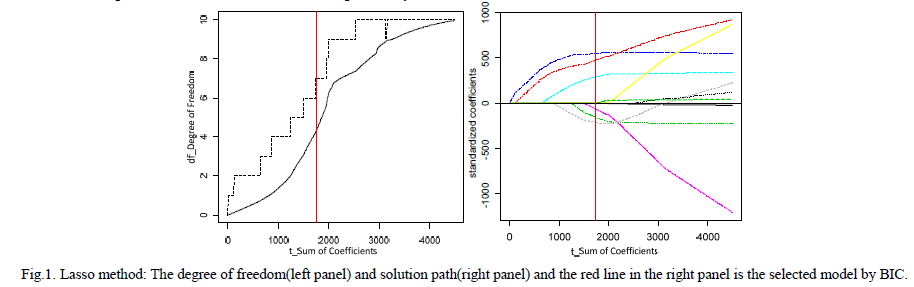 10
8
6
4
2
0
df_Degree of Freedom
0 1000 2000 3000 4000
t_Sum of Coefficients
1000
500
0
-500
-1000
standardized coefficients
0 1000 2000 3000 4000
t_Sum of Coefficients
Fig.1. Lasso method: The degree of freedom(left panel) and solution path(right panel) and the red line in the right panel is the selected model by BIC.